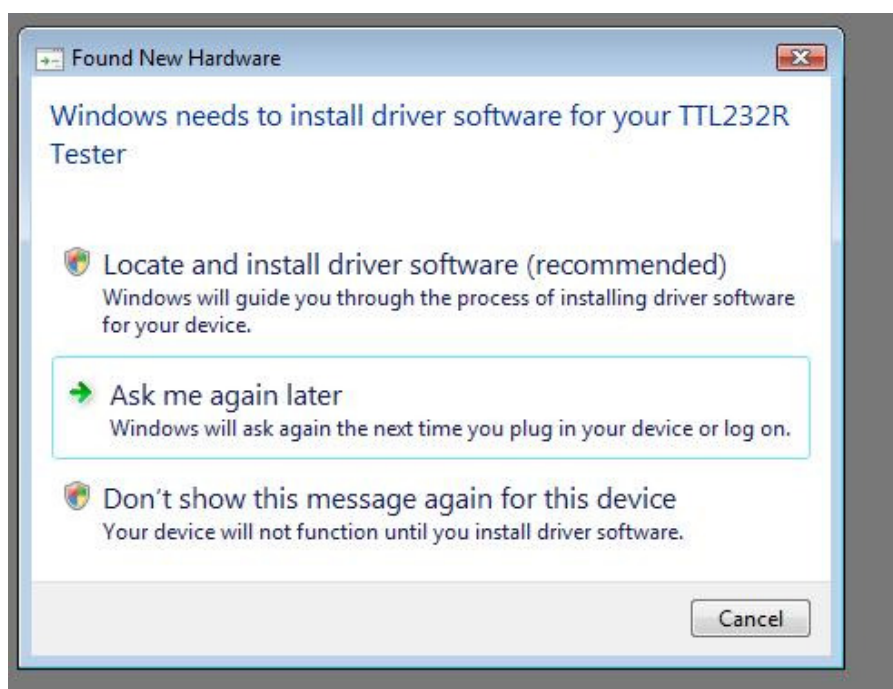 Found New Hardware
Windows needs to install driver software for your TTL232R
Tester
Locate and install driver software (recommended)
Windows will guide you through the process of installing driver software
for your device.
Ask me again later
Windows will ask again the next time you plug in your device or log on.
Don't show this message again for this device
Your device will not function until you install driver software.
Cancel